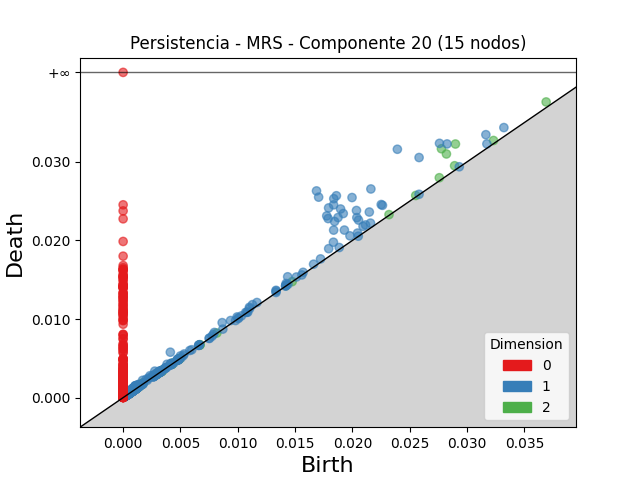 Persistencia - MRS - Componente 20 (15 nodos)
+∞
0.030
0.020
0.010
0.000
Death
Dimension
0
1
2
0.000 0.005 0.010 0.015 0.020 0.025 0.030 0.035
Birth